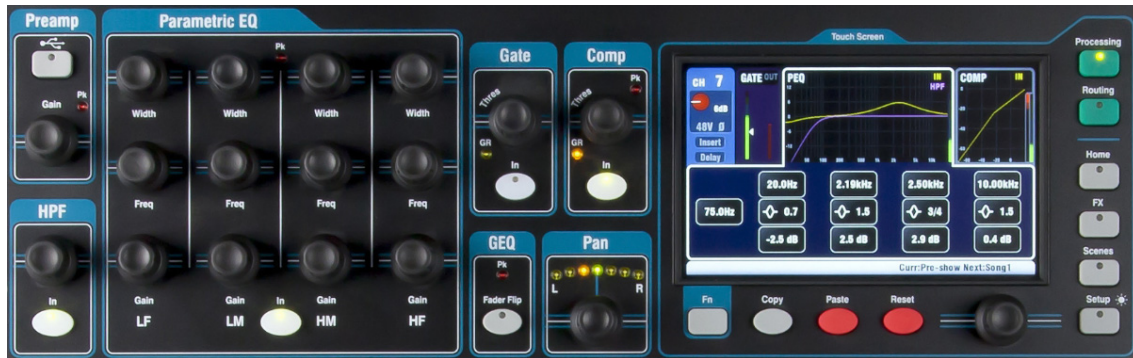 Preamp
Gain
Pk
HPF
In
Parametric EQ
Pk
Width Width Width Width
Freq Freq Freq Freq
Gain Gain In Gain Gain
LF LM HM HF
Gate
Thres
GR
In
Comp
Pk
Thres
GR
In
GEQ
Pk
Fader Flip
Pan
L R
Touch Screen
CH 7
0dB
48V Ø
Insert
Delay
GATE OUT
PEQ IN
HPF
COMP IN
20.0Hz 2.19kHz 2.50kHz 10.00kHz
75.0Hz 0.7 1.5 3/4 1.5
-2.5 dB 2.5 dB 2.9 dB 0.4 dB
Curr:Pre-show Next:Song1
Fn
Copy
Paste
Reset
Processing
Routing
Home
FX
Scenes
Setup